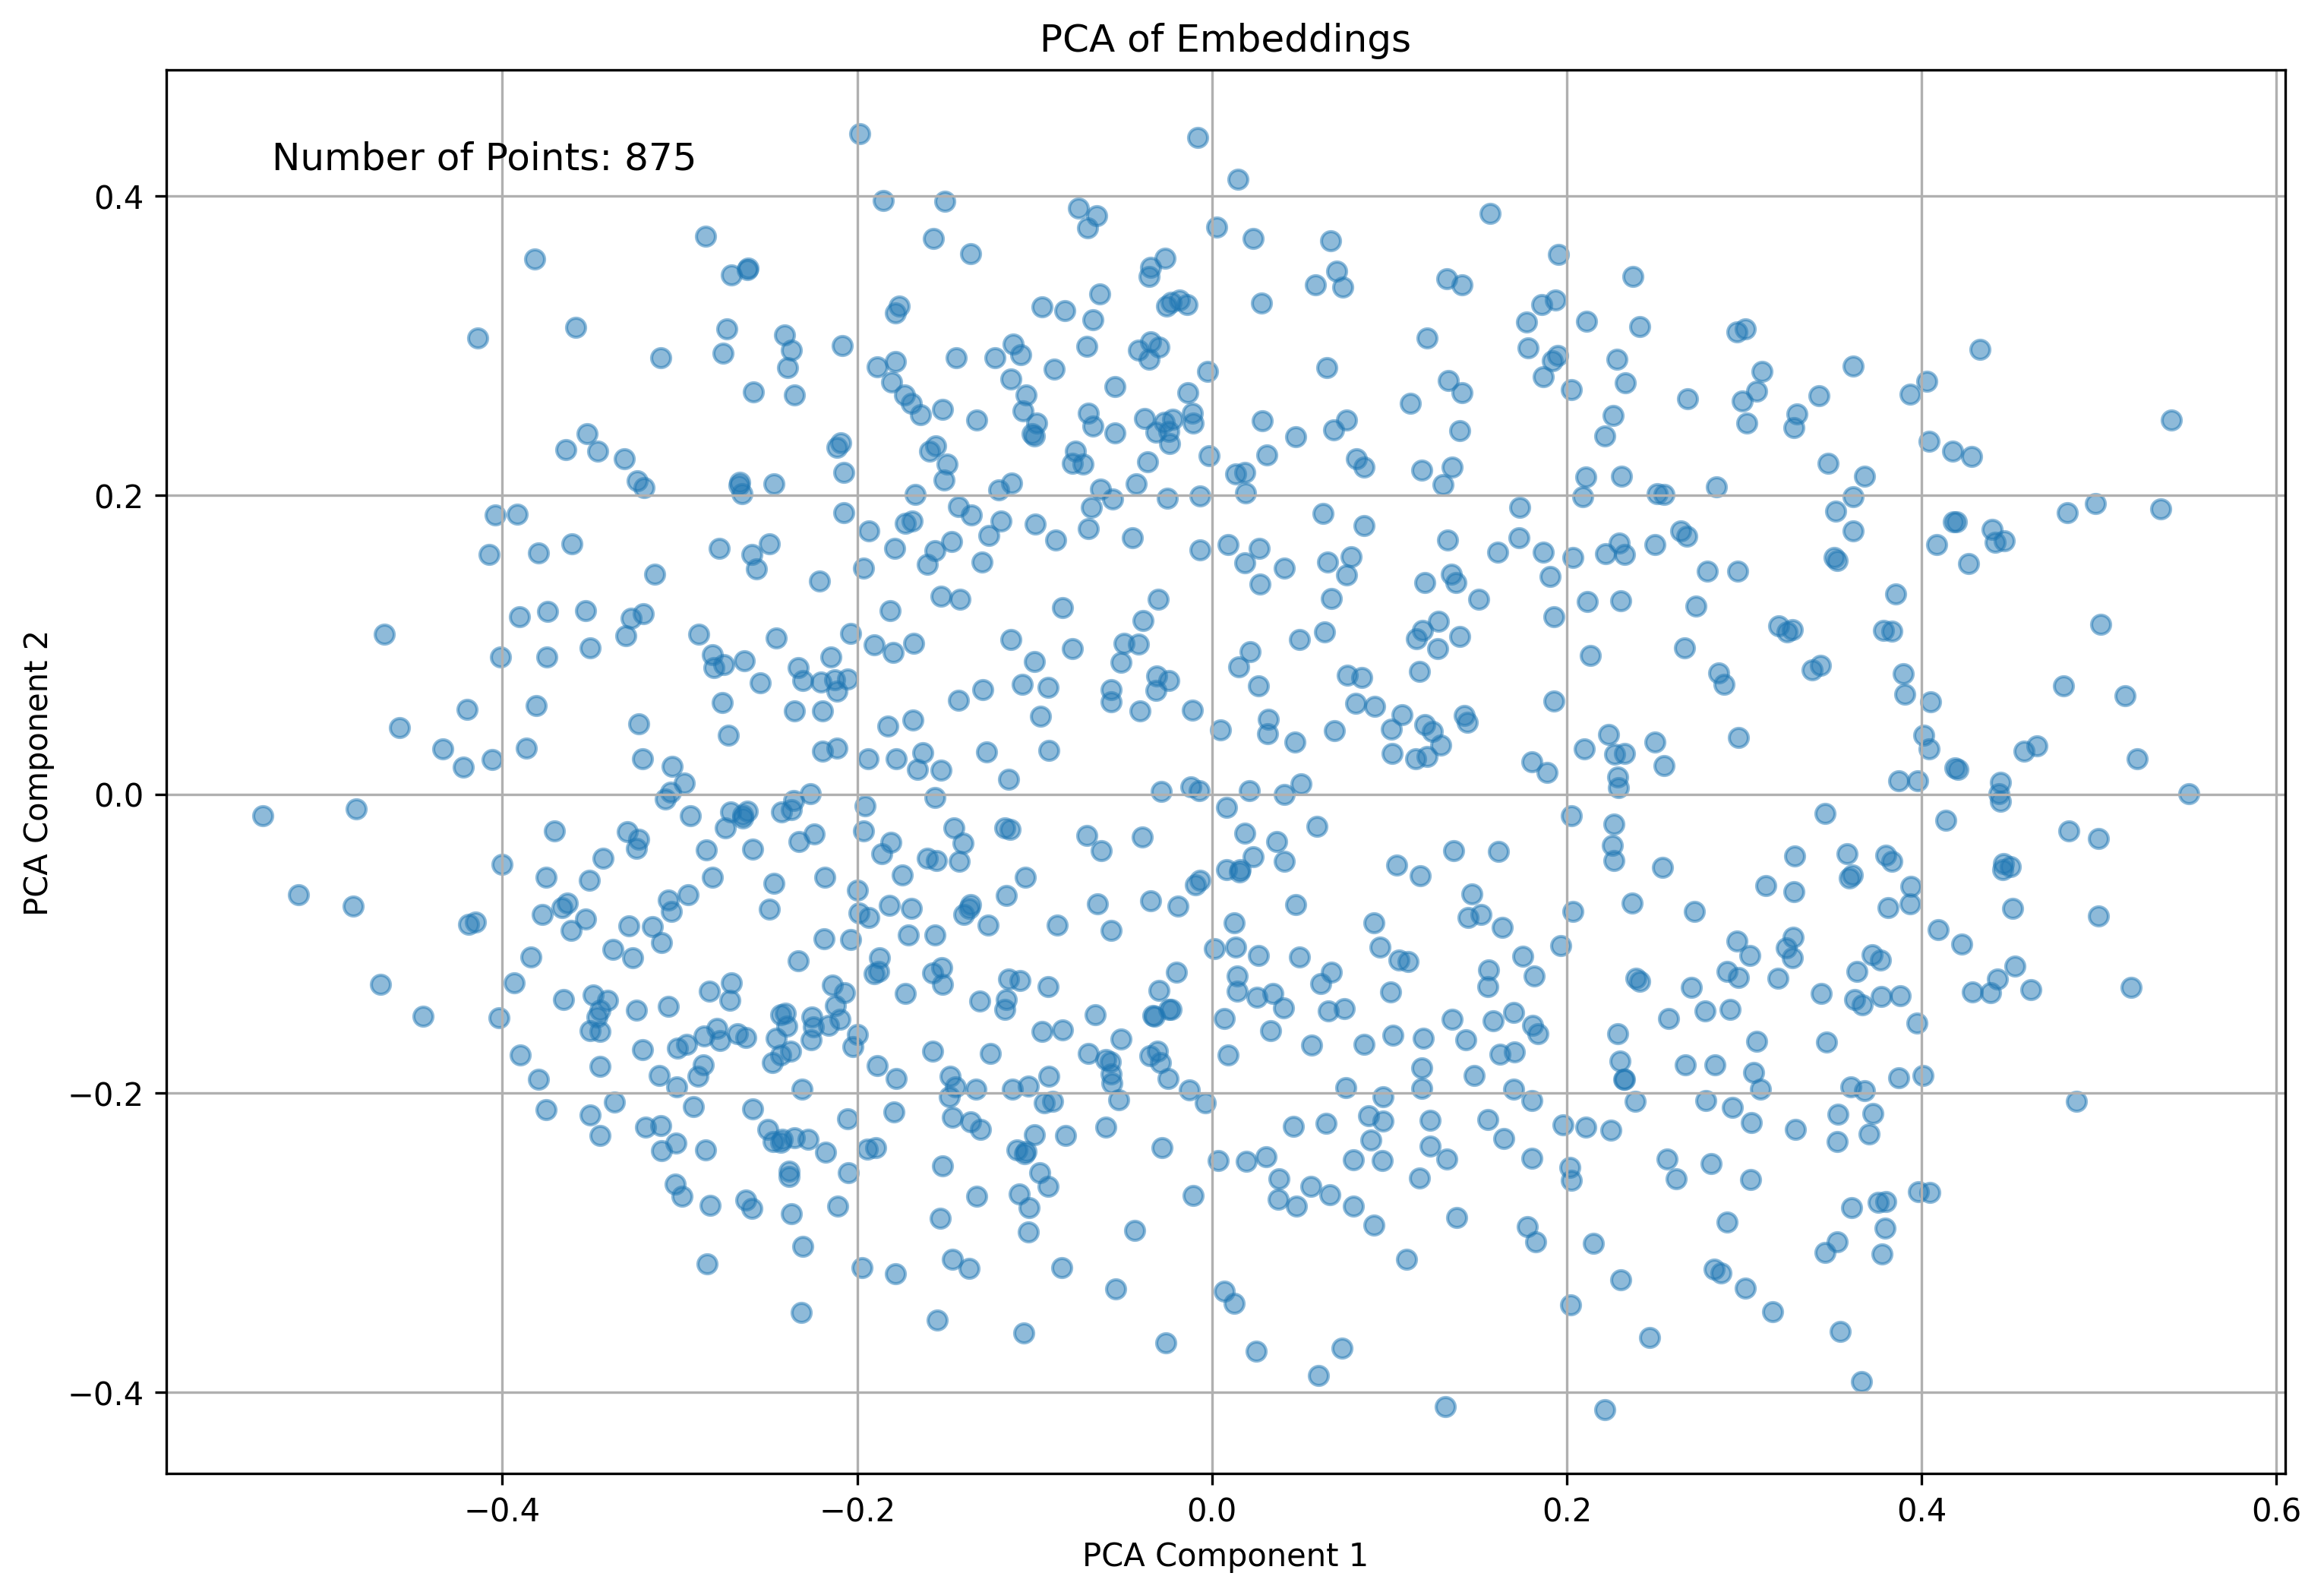 PCA of Embeddings
Number of Points: 875
0.4
0.2
0.0
−0.2
−0.4
PCA Component 2
−0.4 −0.2 0.0 0.2 0.4 0.6
PCA Component 1